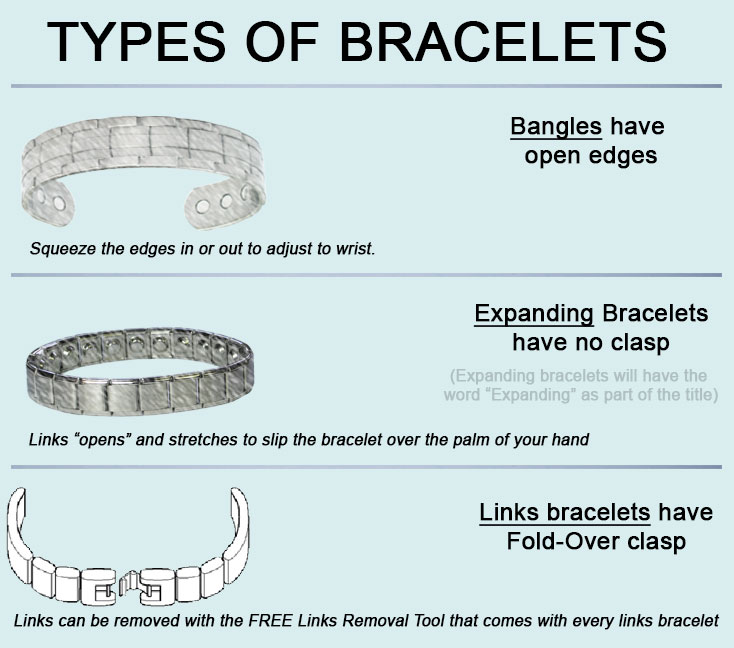 TYPES OF BRACELETS
Bangles have
open edges
Squeeze the edges in or out to adjust to wrist.
Expanding Bracelets
have no clasp
(Expanding bracelets will have the
word “Expanding” as part of the title)
Links “opens” and stretches to slip the bracelet over the palm of your hand
Links bracelets have
Fold-Over clasp
Links can be removed with the FREE Links Removal Tool that comes with every links bracelet